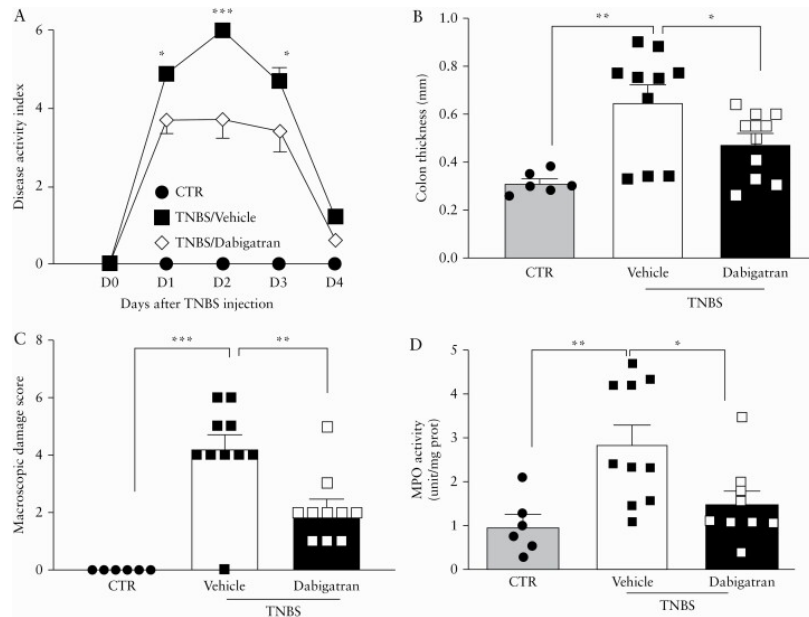 A
6
4
2
0
Disease activity index
*
***
*
CTR
TNBS/Vehicle
TNBS/Dabigatran
D0 D1 D2 D3 D4
Days after TNBS injection
B
1.0
0.8
0.6
0.4
0.2
0.0
Colon thickness (mm)
**
*
CTR Vehicle Dabigatran
TNBS
C
8
6
4
2
0
Macroscopic damage score
***
**
CTR Vehicle Dabigatran
TNBS
D
5
4
3
2
1
0
MPO activity
(unit/mg prot)
**
*
CTR Vehicle Dabigatran
TNBS